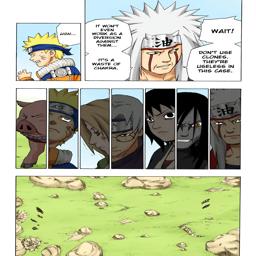 WAIT!
DON'T USE
CLONES.
THEY'RE
USELESS IN
THIS CASE.
IT WON'T
EVEN
WORK AS A
DIVERSION
AGAINST
THEM.
IT'S A
WASTE OF
CHAKRA.
油